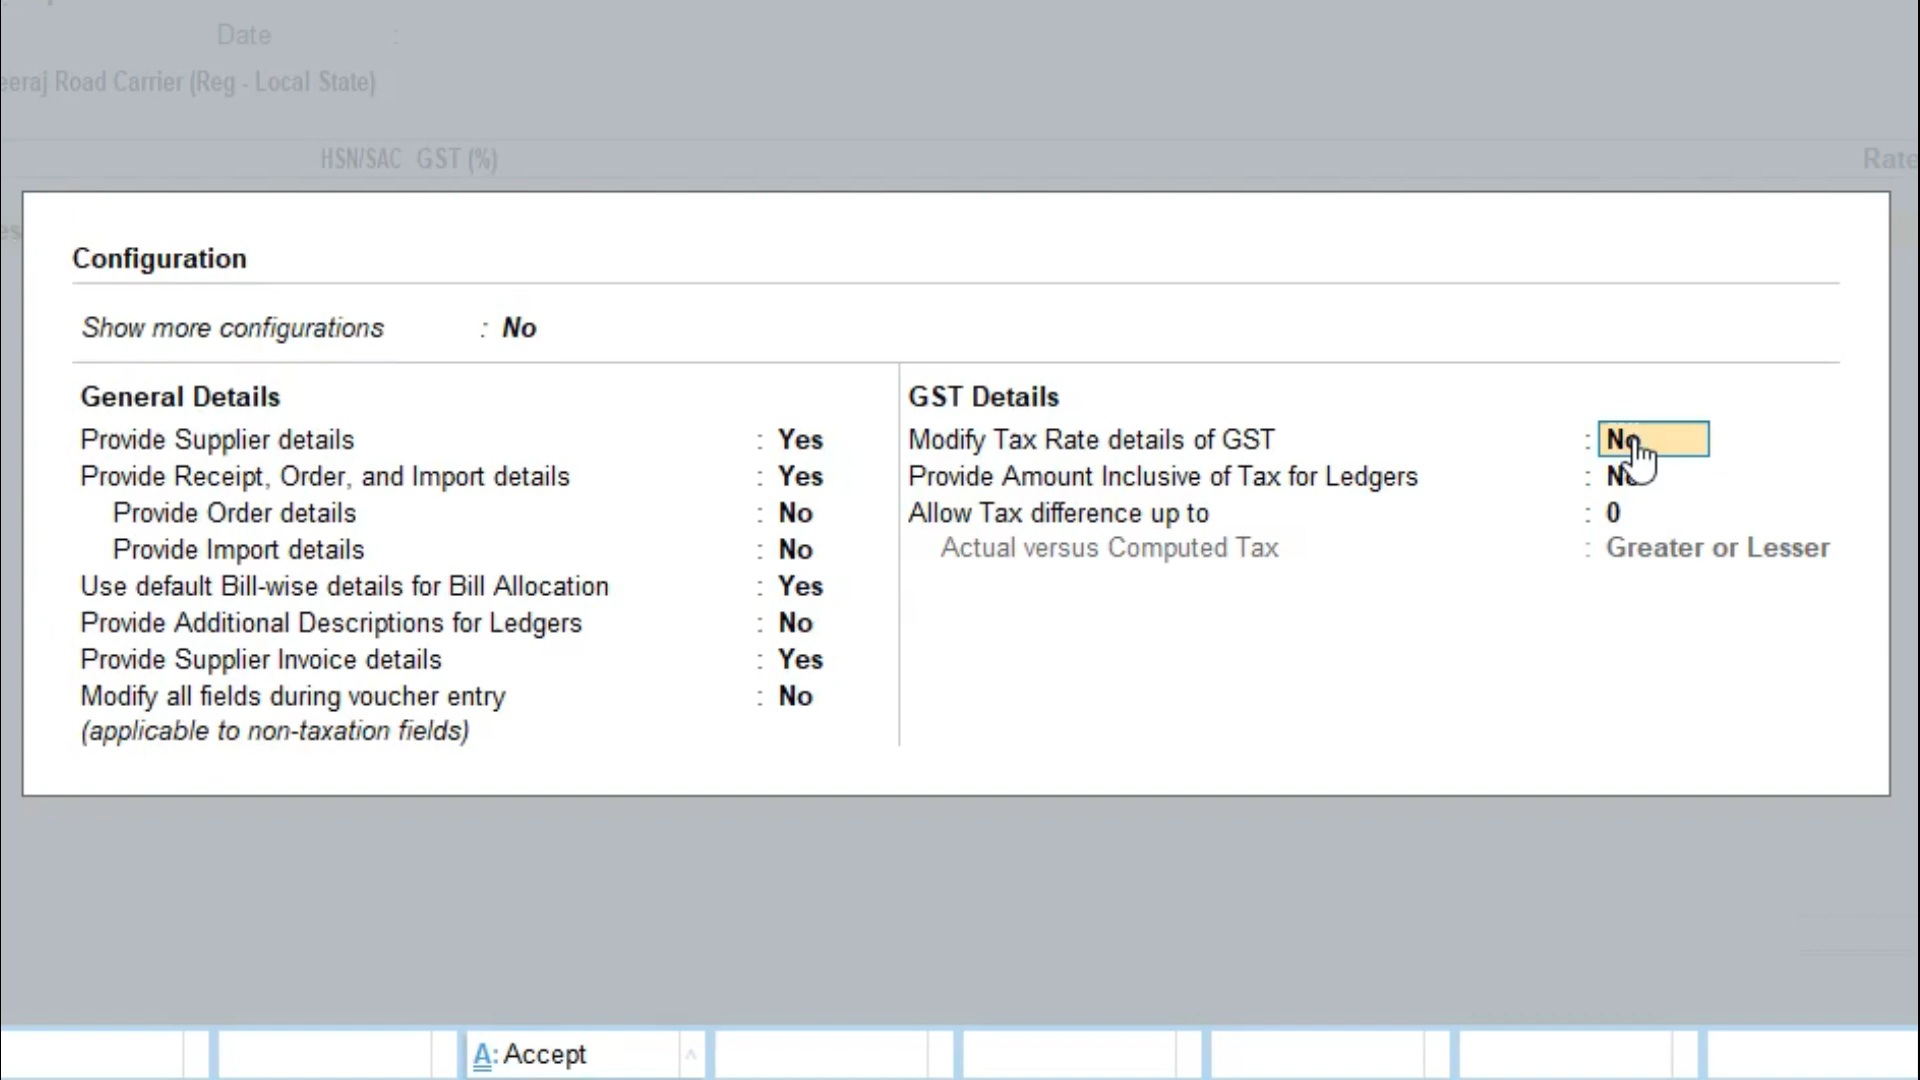 Date :
eeraj Road Carrier (Reg - Local State)
HSN/SAC GST (%) Rate
es
Configuration
Show more configurations : No
General Details
Provide Supplier details : Yes
Provide Receipt, Order, and Import details : Yes
Provide Order details : No
Provide Import details : No
Use default Bill-wise details for Bill Allocation : Yes
Provide Additional Descriptions for Ledgers : No
Provide Supplier Invoice details : Yes
Modify all fields during voucher entry : No
(applicable to non-taxation fields)
GST Details
Modify Tax Rate details of GST : No
Provide Amount Inclusive of Tax for Ledgers : No
Allow Tax difference up to : 0
Actual versus Computed Tax : Greater or Lesser
A: Accept ^